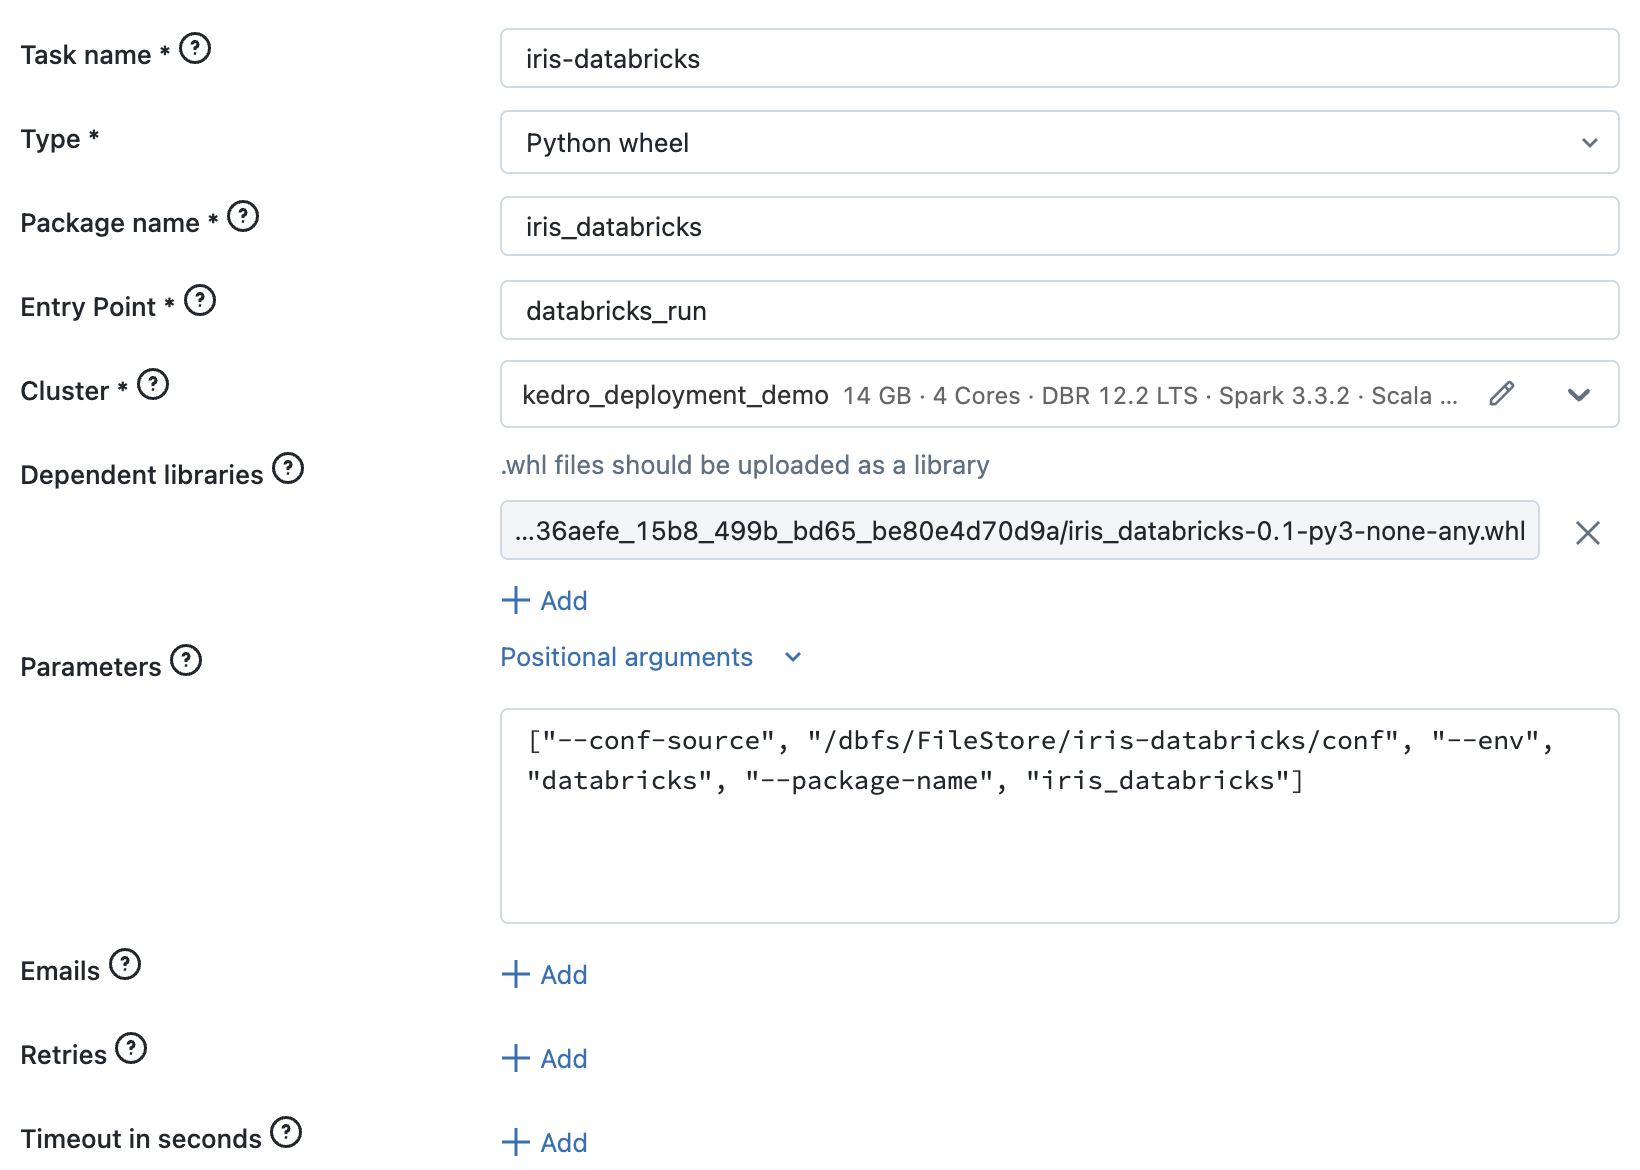 Task name * ?
iris-databricks
Type *
Python wheel
Package name * ?
iris_databricks
Entry Point * ?
databricks_run
Cluster * ?
kedro_deployment_demo 14 GB · 4 Cores · DBR 12.2 LTS · Spark 3.3.2 · Scala ...
Dependent libraries ?
.whl files should be uploaded as a library
...36aefe_15b8_499b_bd65_be80e4d70d9a/iris_databricks-0.1-py3-none-any.whl
+ Add
Parameters ?
Positional arguments
["--conf-source", "/dbfs/FileStore/iris-databricks/conf", "--env",
"databricks", "--package-name", "iris_databricks"]
Emails ?
+ Add
Retries ?
+ Add
Timeout in seconds ?
+ Add